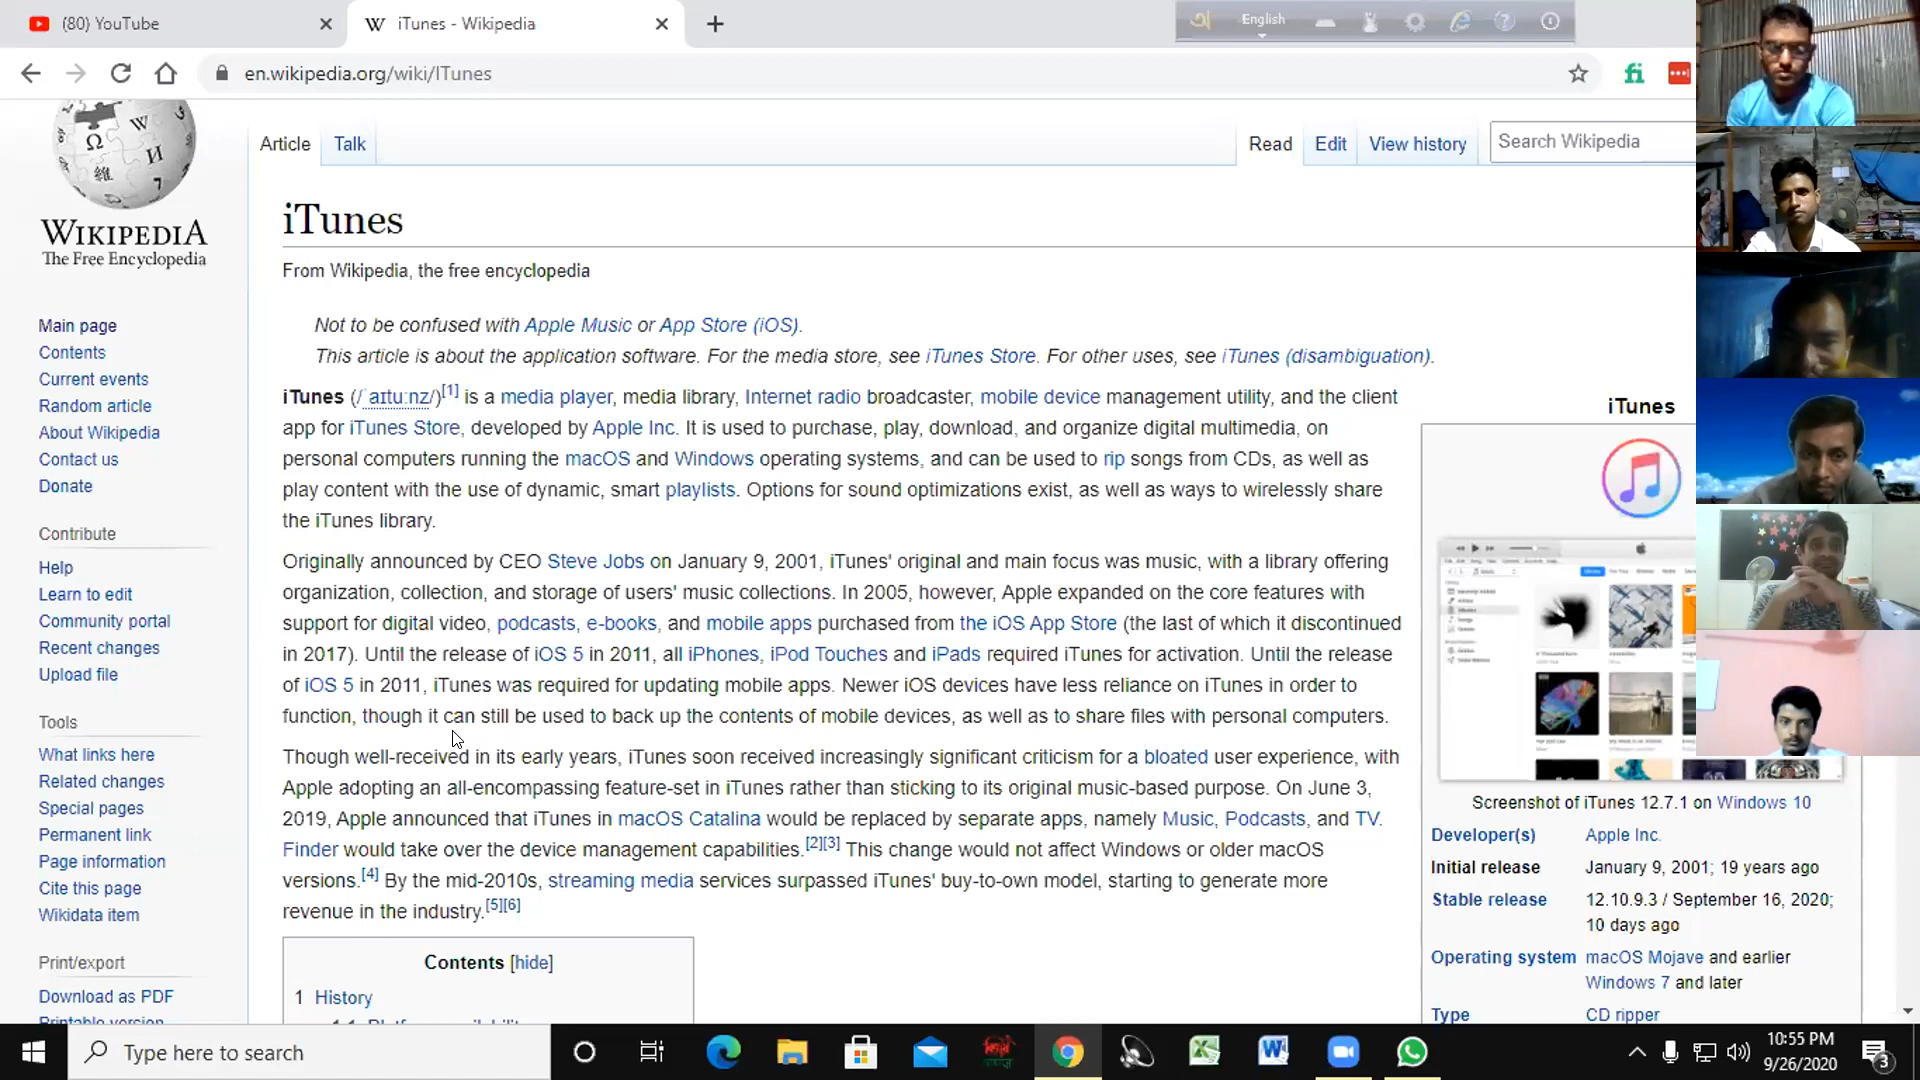 (80) YouTube
iTunes - Wikipedia
English
en.wikipedia.org/wiki/ITunes
WIKIPEDIA
The Free Encyclopedia
Main page
Contents
Current events
Random article
About Wikipedia
Contact us
Donate
Contribute
Help
Learn to edit
Community portal
Recent changes
Upload file
Tools
What links here
Related changes
Special pages
Permanent link
Page information
Cite this page
Wikidata item
Print/export
Download as PDF
Printable version
Article
Talk
Read
Edit
View history
Search Wikipedia
iTunes
From Wikipedia, the free encyclopedia
Not to be confused with Apple Music or App Store (iOS).
This article is about the application software. For the media store, see iTunes Store. For other uses, see iTunes (disambiguation).
iTunes (/ˈaɪtuːnz/)[1] is a media player, media library, Internet radio broadcaster, mobile device management utility, and the client
app for iTunes Store, developed by Apple Inc. It is used to purchase, play, download, and organize digital multimedia, on
personal computers running the macOS and Windows operating systems, and can be used to rip songs from CDs, as well as
play content with the use of dynamic, smart playlists. Options for sound optimizations exist, as well as ways to wirelessly share
the iTunes library.
Originally announced by CEO Steve Jobs on January 9, 2001, iTunes' original and main focus was music, with a library offering
organization, collection, and storage of users' music collections. In 2005, however, Apple expanded on the core features with
support for digital video, podcasts, e-books, and mobile apps purchased from the iOS App Store (the last of which it discontinued
in 2017). Until the release of iOS 5 in 2011, all iPhones, iPod Touches and iPads required iTunes for activation. Until the release
of iOS 5 in 2011, iTunes was required for updating mobile apps. Newer iOS devices have less reliance on iTunes in order to
function, though it can still be used to back up the contents of mobile devices, as well as to share files with personal computers.
Though well-received in its early years, iTunes soon received increasingly significant criticism for a bloated user experience, with
Apple adopting an all-encompassing feature-set in iTunes rather than sticking to its original music-based purpose. On June 3,
2019, Apple announced that iTunes in macOS Catalina would be replaced by separate apps, namely Music, Podcasts, and TV.
Finder would take over the device management capabilities.[2][3] This change would not affect Windows or older macOS
versions.[4] By the mid-2010s, streaming media services surpassed iTunes' buy-to-own model, starting to generate more
revenue in the industry.[5][6]
Contents [hide]
1 History
iTunes
Screenshot of iTunes 12.7.1 on Windows 10
Developer(s) Apple Inc.
Initial release January 9, 2001; 19 years ago
Stable release 12.10.9.3 / September 16, 2020;
10 days ago
Operating system macOS Mojave and earlier
Windows 7 and later
Type CD ripper
Type here to search
10:55 PM
9/26/2020
3